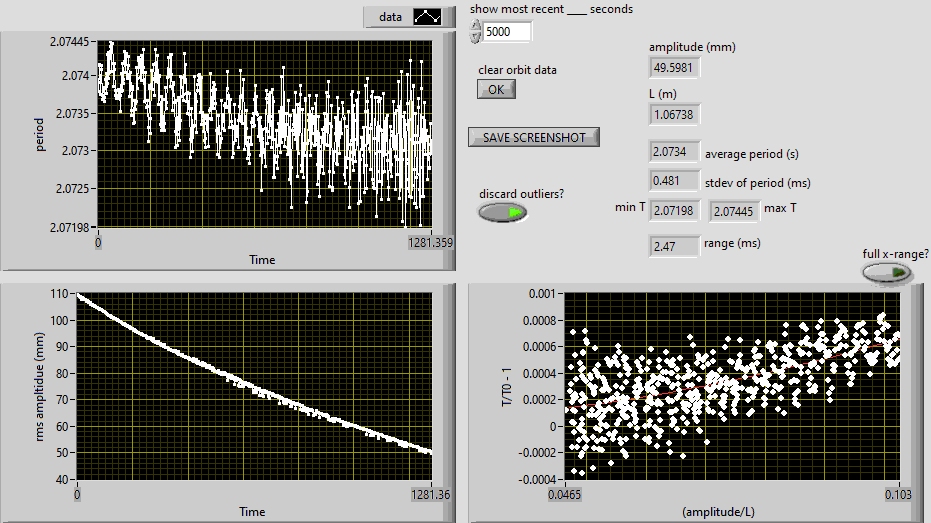 data
2.07445
2.074
2.0735
2.073
2.0725
2.07198
period
0
1281.359
Time
show most recent ____ seconds
5000
clear orbit data
OK
SAVE SCREENSHOT
discard outliers?
amplitude (mm)
49.5981
L (m)
1.06738
2.0734 average period (s)
0.481 stdev of period (ms)
min T 2.07198 2.07445 max T
2.47 range (ms)
full x-range?
110
100
90
80
70
60
50
40
rms ampltidue (mm)
0
1281.36
Time
0.001
0.0008
0.0006
0.0004
0.0002
0
-0.0002
-0.0004
T/T0 - 1
0.0465
0.103
(amplitude/L)